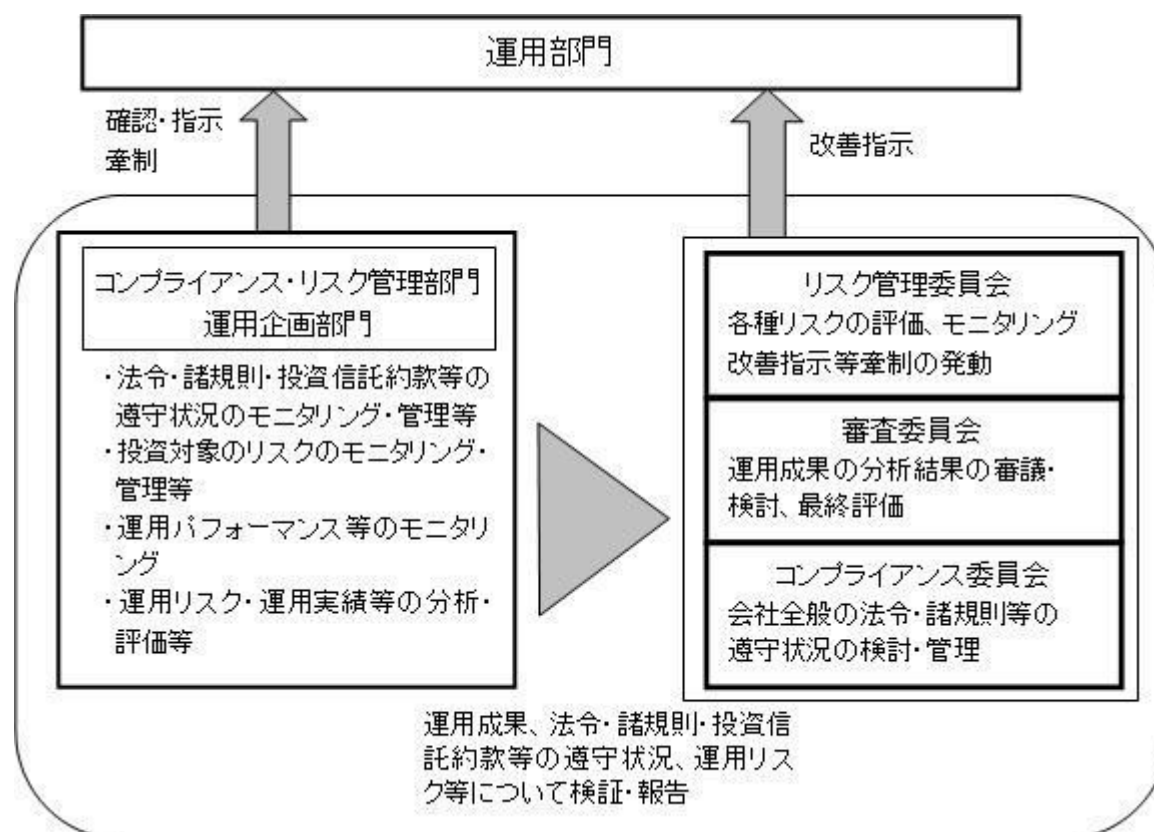 運用部門
確認・指示
牽制
改善指示
コンプライアンス・リスク管理部門
運用企画部門
・法令・諸規則・投資信託約款等の
遵守状況のモニタリング・管理等
・投資対象のリスクのモニタリング・
管理等
・運用パフォーマンス等のモニタリ
ング
・運用リスク・運用実績等の分析・
評価等
リスク管理委員会
各種リスクの評価、モニタリング
改善指示等牽制の発動
審査委員会
運用成果の分析結果の審議・
検討、最終評価
コンプライアンス委員会
会社全般の法令・諸規則等の
遵守状況の検討・管理
運用成果、法令・諸規則・投資信
託約款等の遵守状況、運用リス
ク等について検証・報告